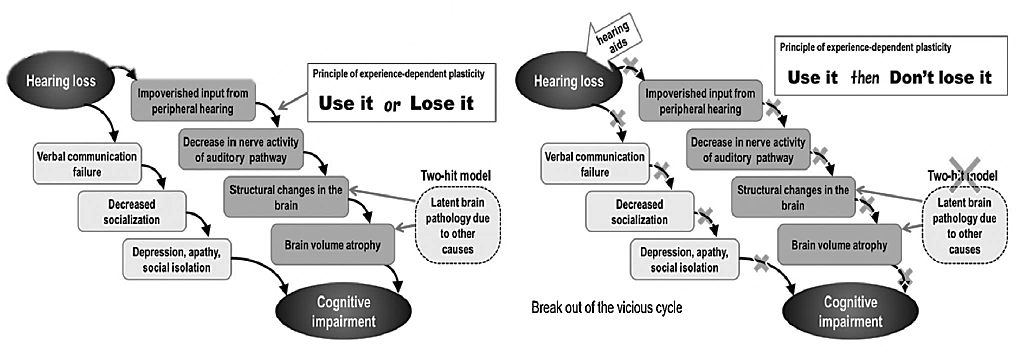 Hearing loss
Impoverished input from
peripheral hearing
Principle of experience-dependent plasticity
Use it or Lose it
Decrease in nerve activity
of auditory pathway
Verbal communication
failure
Structural changes in the
brain
Two-hit model
Latent brain
pathology due
to other
causes
Decreased
socialization
Brain volume atrophy
Depression, apathy,
social isolation
Cognitive
impairment
hearing
aids
Hearing loss
Impoverished input from
peripheral hearing
Principle of experience-dependent plasticity
Use it then Don't lose it
Decrease in nerve activity
of auditory pathway
Verbal communication
failure
Structural changes in the
brain
Two-hit model
Latent brain
pathology due
to other
causes
Decreased
socialization
Brain volume atrophy
Depression, apathy,
social isolation
Cognitive
impairment
Break out of the vicious cycle